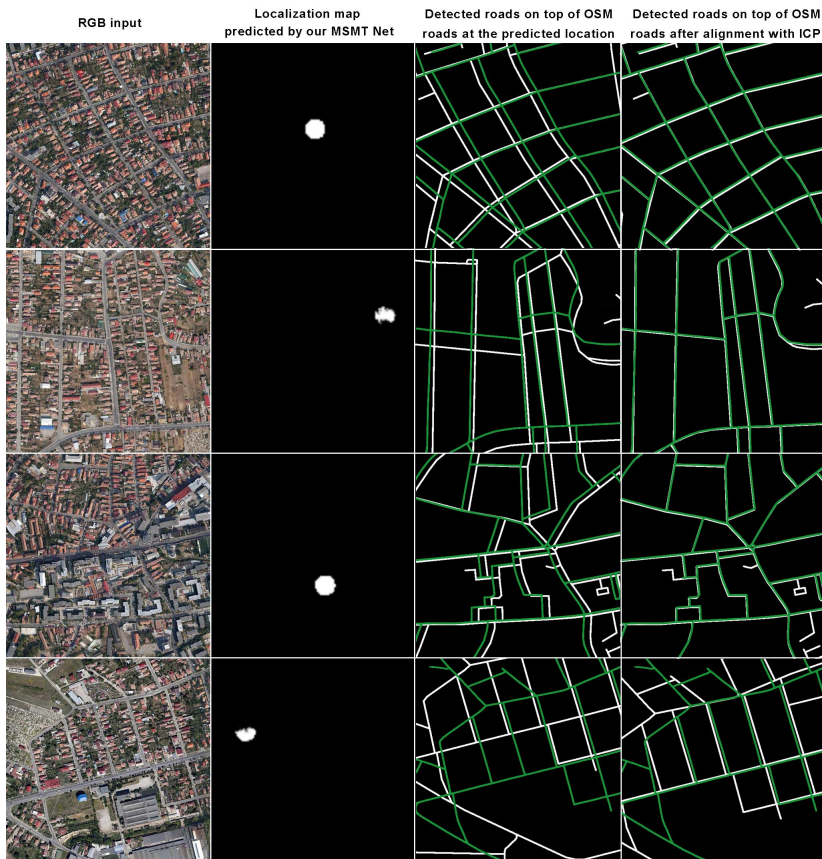 RGB input
Localization map
predicted by our MSMT Net
Detected roads on top of OSM
roads at the predicted location
Detected roads on top of OSM
roads after alignment with ICP